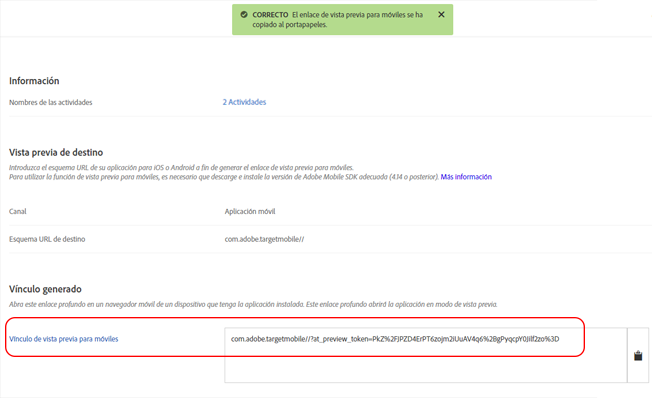 CORRECTO El enlace de vista previa para móviles se ha
copiado al portapapeles.
Información
Nombres de las actividades
2 Actividades
Vista previa de destino
Introduzca el esquema URL de su aplicación para iOS o Android a fin de generar el enlace de vista previa para móviles.
Para utilizar la función de vista previa para móviles, es necesario que descargue e instale la versión de Adobe Mobile SDK adecuada (4.14 o posterior). Más información
Canal
Aplicación móvil
Esquema URL de destino
com.adobe.targetmobile//
Vínculo generado
Abra este enlace profundo en un navegador móvil de un dispositivo que tenga la aplicación instalada. Este enlace profundo abrirá la aplicación en modo de vista previa.
Vínculo de vista previa para móviles
com.adobe.targetmobile//?at_preview_token=PkZ%2FJPZD4ErPT6zojm2iUuAV4q6%2BgPyqcpY0JIlf2zo%3D